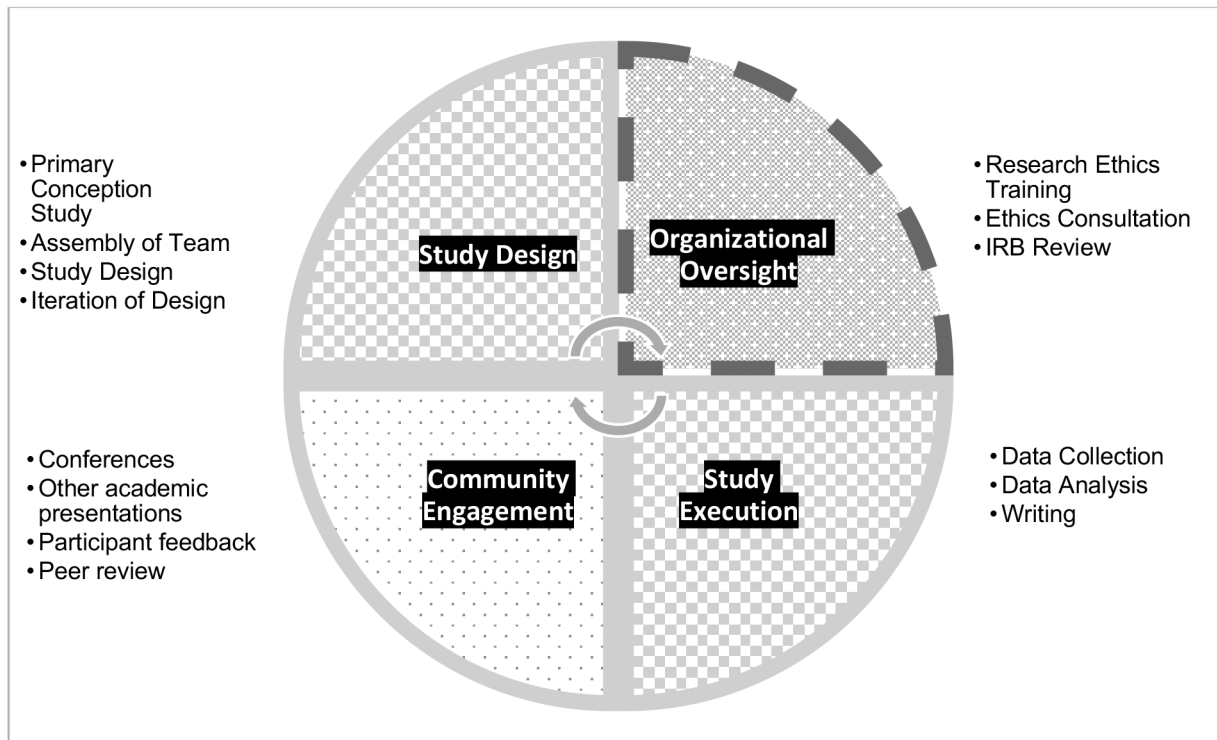 • Primary
Conception
Study
• Assembly of Team
• Study Design
• Iteration of Design
Study Design
Organizational
Oversight
• Research Ethics
Training
• Ethics Consultation
• IRB Review
• Conferences
• Other academic
presentations
• Participant feedback
• Peer review
Community
Engagement
Study
Execution
• Data Collection
• Data Analysis
• Writing